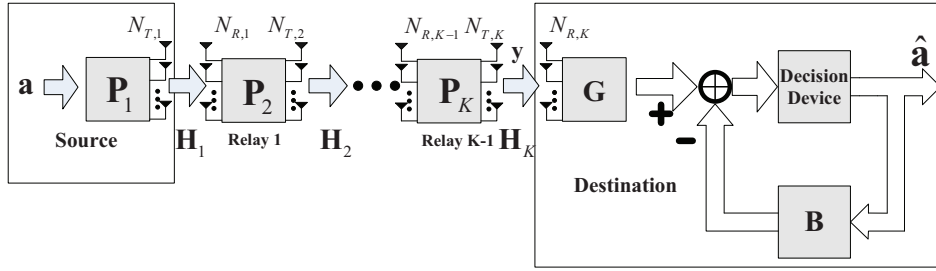 N_{T,1} N_{R,1} N_{T,2} N_{R,K-1} N_{T,K} N_{R,K}
y
â
a P_1 P_2 P_K G + − Decision Device
H_1 H_2 H_K
Source Relay 1 Relay K-1
Destination
B